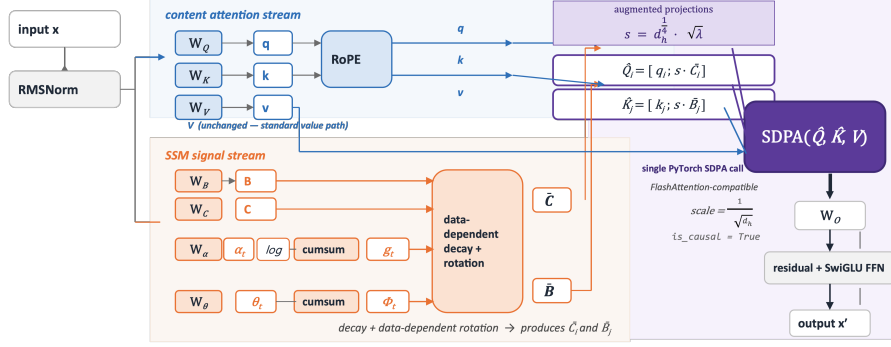 input x
RMSNorm
content attention stream
W_Q q
W_K k
W_V v
RoPE
q
k
v
V (unchanged — standard value path)
augmented projections
s = d_h^{1/4} · √λ
Q̂_i = [ q_i ; s · C̃_i ]
K̂_j = [ k_j ; s · B̃_j ]
SDPA(Q̂, K̂, V)
single PyTorch SDPA call
FlashAttention-compatible
scale = 1/√d_h
is_causal = True
W_O
residual + SwiGLU FFN
output x′
SSM signal stream
W_B B
W_C C
W_α α_t log cumsum g_t
W_θ θ_t cumsum Φ_t
data-
dependent
decay +
rotation
C̃
B̃
decay + data-dependent rotation → produces C̃_i and B̃_j